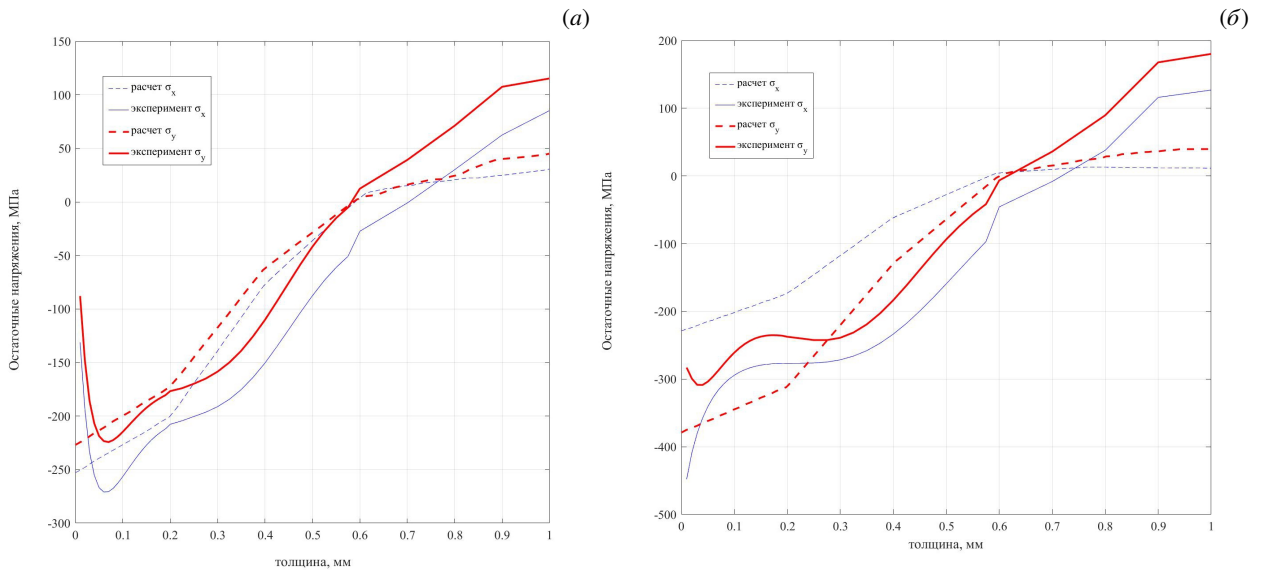 (а)
150
100
50
0
-50
-100
-150
-200
-250
-300
Остаточные напряжения, МПа
расчет σx
эксперимент σx
расчет σy
эксперимент σy
0 0.1 0.2 0.3 0.4 0.5 0.6 0.7 0.8 0.9 1
толщина, мм
(б)
200
100
0
-100
-200
-300
-400
-500
Остаточные напряжения, МПа
расчет σx
эксперимент σx
расчет σy
эксперимент σy
0 0.1 0.2 0.3 0.4 0.5 0.6 0.7 0.8 0.9 1
толщина, мм